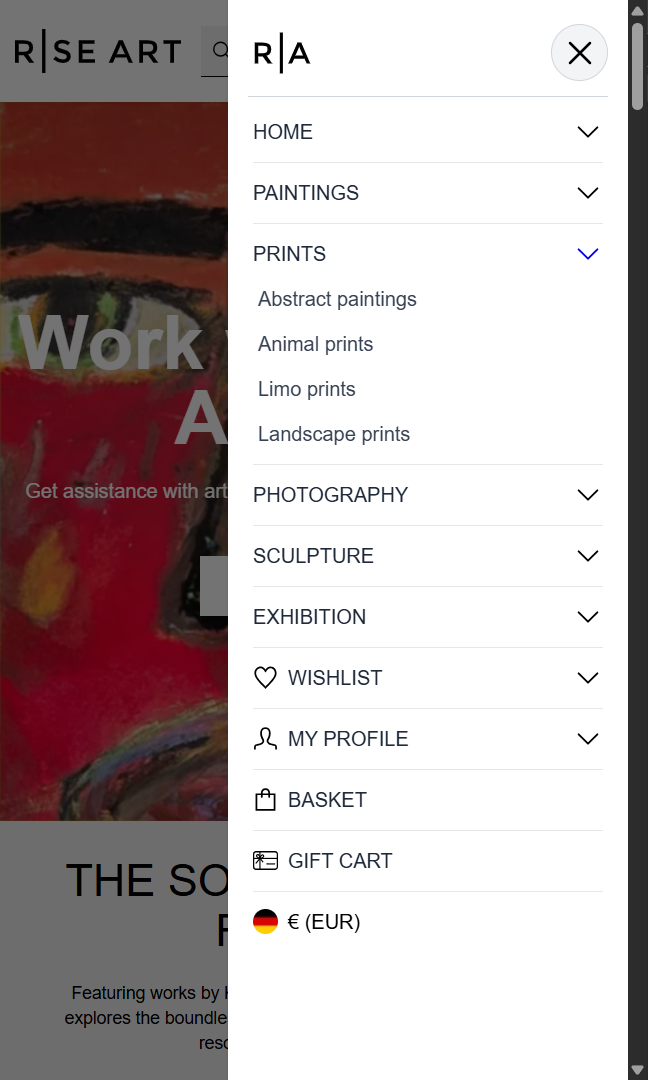 R|SE ART
R|A
HOME
PAINTINGS
PRINTS
Abstract paintings
Animal prints
Limo prints
Landscape prints
PHOTOGRAPHY
SCULPTURE
EXHIBITION
WISHLIST
MY PROFILE
BASKET
GIFT CART
€ (EUR)
Work
A
Get assistance with art
THE SO
Featuring works by
explores the boundle